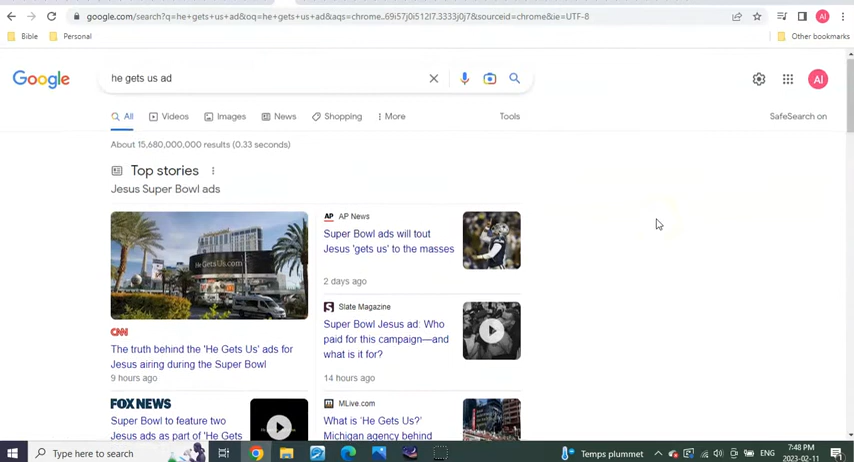 google.com/search?q=he+gets+us+ad&oq=he+gets+us+ad&aqs=chrome..69i57j0i512l7.3333j0j7&sourceid=chrome&ie=UTF-8
AI
Bible
Personal
Other bookmarks
Google
he gets us ad
AI
All
Videos
Images
News
Shopping
More
Tools
SafeSearch on
About 15,680,000,000 results (0.33 seconds)
Top stories
Jesus Super Bowl ads
HeGetsUs.com
CNN
The truth behind the 'He Gets Us' ads for
Jesus airing during the Super Bowl
9 hours ago
AP AP News
Super Bowl ads will tout
Jesus 'gets us' to the masses
2 days ago
S Slate Magazine
Super Bowl Jesus ad: Who
paid for this campaign—and
what is it for?
14 hours ago
FOX NEWS
Super Bowl to feature two
Jesus ads as part of 'He Gets
M MLive.com
What is 'He Gets Us?'
Michigan agency behind
Type here to search
Temps plummet
ENG
7:48 PM
2023-02-11
1